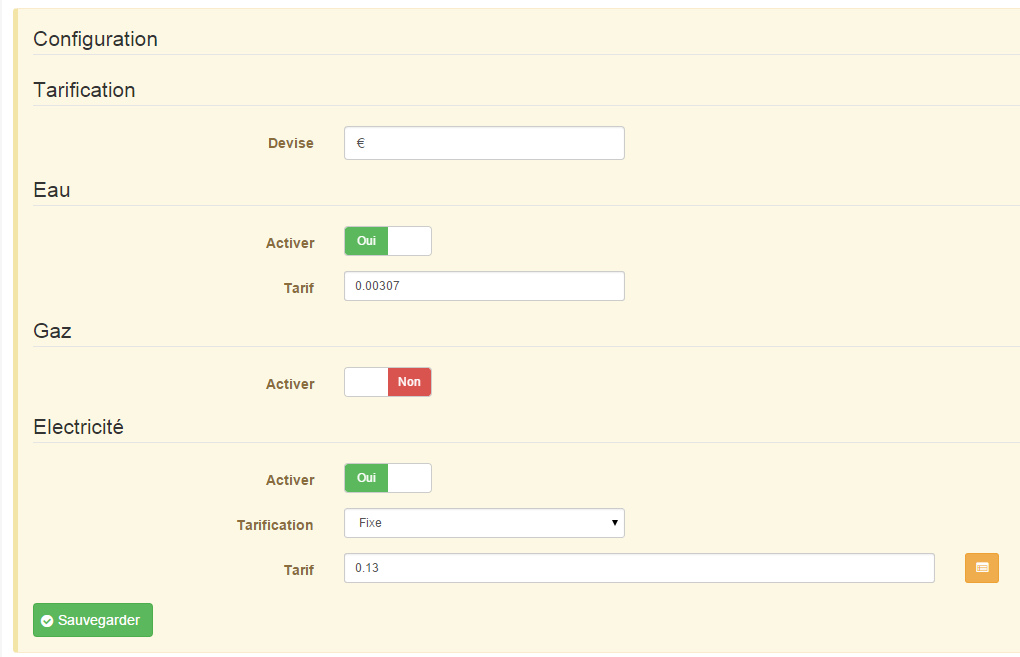 Configuration
Tarification
Devise €
Eau
Activer Oui
Tarif 0.00307
Gaz
Activer Non
Electricité
Activer Oui
Tarification Fixe
Tarif 0.13
Sauvegarder